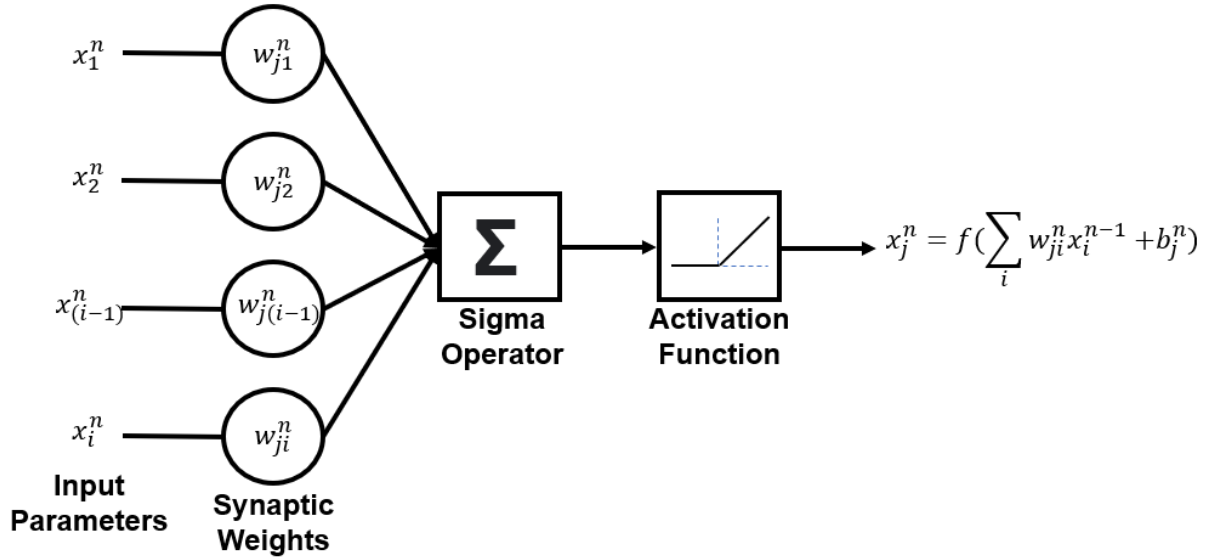 x_1^n
w_{j1}^n
x_2^n
w_{j2}^n
x_{(i-1)}^n
w_{j(i-1)}^n
x_i^n
w_{ji}^n
Input
Parameters
Synaptic
Weights
Σ
Sigma
Operator
Activation
Function
x_j^n = f(∑_i w_{ji}^n x_i^{n-1} + b_j^n)